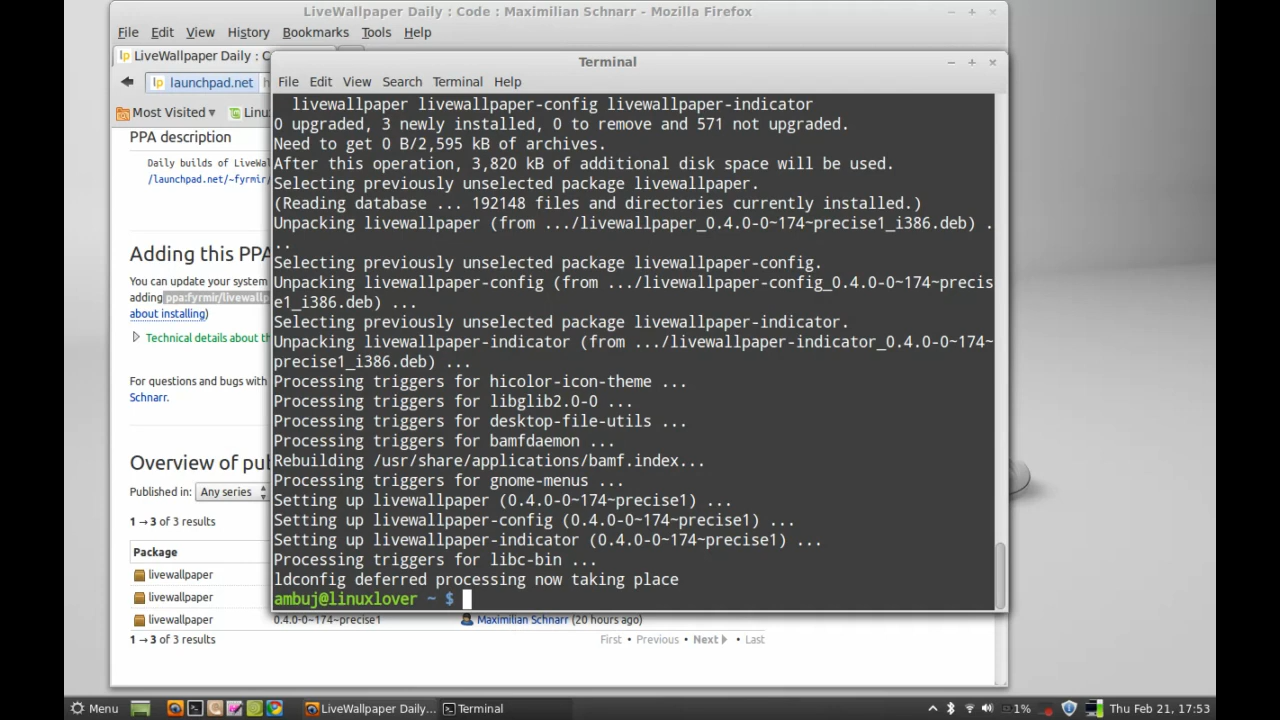 LiveWallpaper Daily : Code : Maximilian Schnarr - Mozilla Firefox
File Edit View History Bookmarks Tools Help
LiveWallpaper Daily : C
launchpad.net
Most Visited Linu
PPA description
Daily builds of LiveWa
/launchpad.net/~fyrmir/
Adding this PPA
You can update your system
adding ppa:fyrmir/livewallp
about installing)
Technical details about th
For questions and bugs with
Schnarr.
Overview of pu
Published in: Any series
1 → 3 of 3 results
Package
livewallpaper
livewallpaper
livewallpaper 0.4.0-0~174~precise1 Maximilian Schnarr (20 hours ago)
1 → 3 of 3 results First • Previous • Next • Last
Terminal
File Edit View Search Terminal Help
livewallpaper livewallpaper-config livewallpaper-indicator
0 upgraded, 3 newly installed, 0 to remove and 571 not upgraded.
Need to get 0 B/2,595 kB of archives.
After this operation, 3,820 kB of additional disk space will be used.
Selecting previously unselected package livewallpaper.
(Reading database ... 192148 files and directories currently installed.)
Unpacking livewallpaper (from .../livewallpaper_0.4.0-0~174~precise1_i386.deb) .
..
Selecting previously unselected package livewallpaper-config.
Unpacking livewallpaper-config (from .../livewallpaper-config_0.4.0-0~174~precis
e1_i386.deb) ...
Selecting previously unselected package livewallpaper-indicator.
Unpacking livewallpaper-indicator (from .../livewallpaper-indicator_0.4.0-0~174~
precise1_i386.deb) ...
Processing triggers for hicolor-icon-theme ...
Processing triggers for libglib2.0-0 ...
Processing triggers for desktop-file-utils ...
Processing triggers for bamfdaemon ...
Rebuilding /usr/share/applications/bamf.index...
Processing triggers for gnome-menus ...
Setting up livewallpaper (0.4.0-0~174~precise1) ...
Setting up livewallpaper-config (0.4.0-0~174~precise1) ...
Setting up livewallpaper-indicator (0.4.0-0~174~precise1) ...
Processing triggers for libc-bin ...
ldconfig deferred processing now taking place
ambuj@linuxlover ~ $
Menu LiveWallpaper Daily... Terminal 1% Thu Feb 21, 17:53